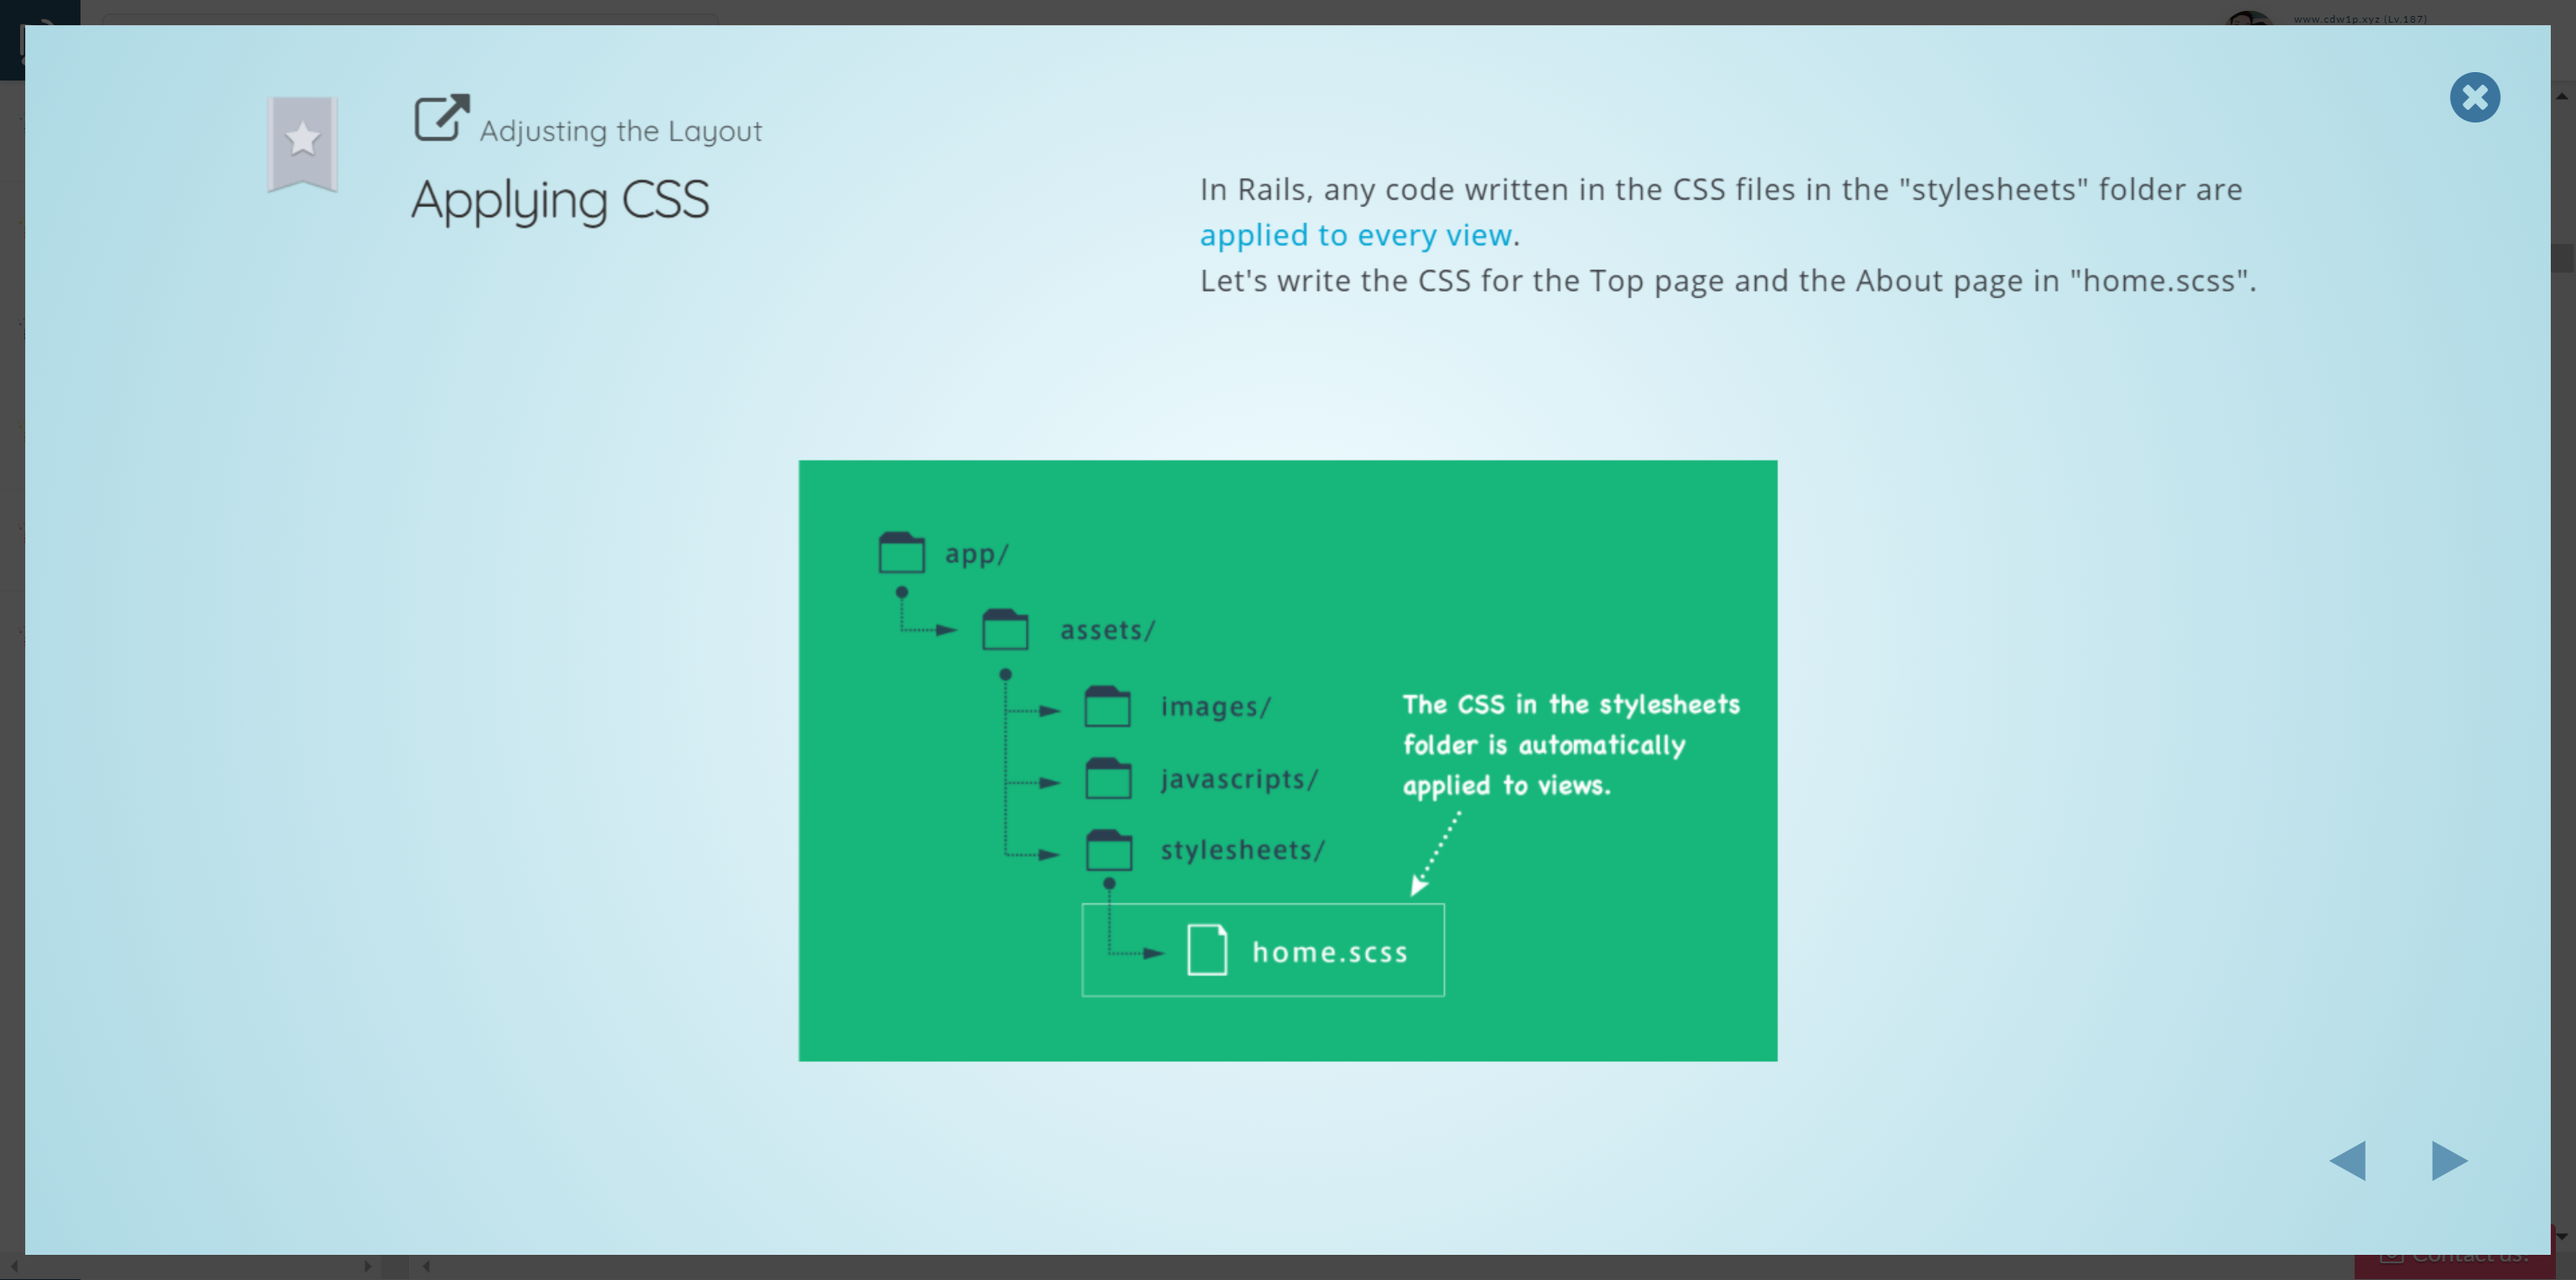 www.cdw1p.xyz (Lv.187)
Adjusting the Layout
Applying CSS
In Rails, any code written in the CSS files in the "stylesheets" folder are
applied to every view.
Let's write the CSS for the Top page and the About page in "home.scss".
app/
assets/
images/
javascripts/
stylesheets/
home.scss
The CSS in the stylesheets
folder is automatically
applied to views.
Contact us!